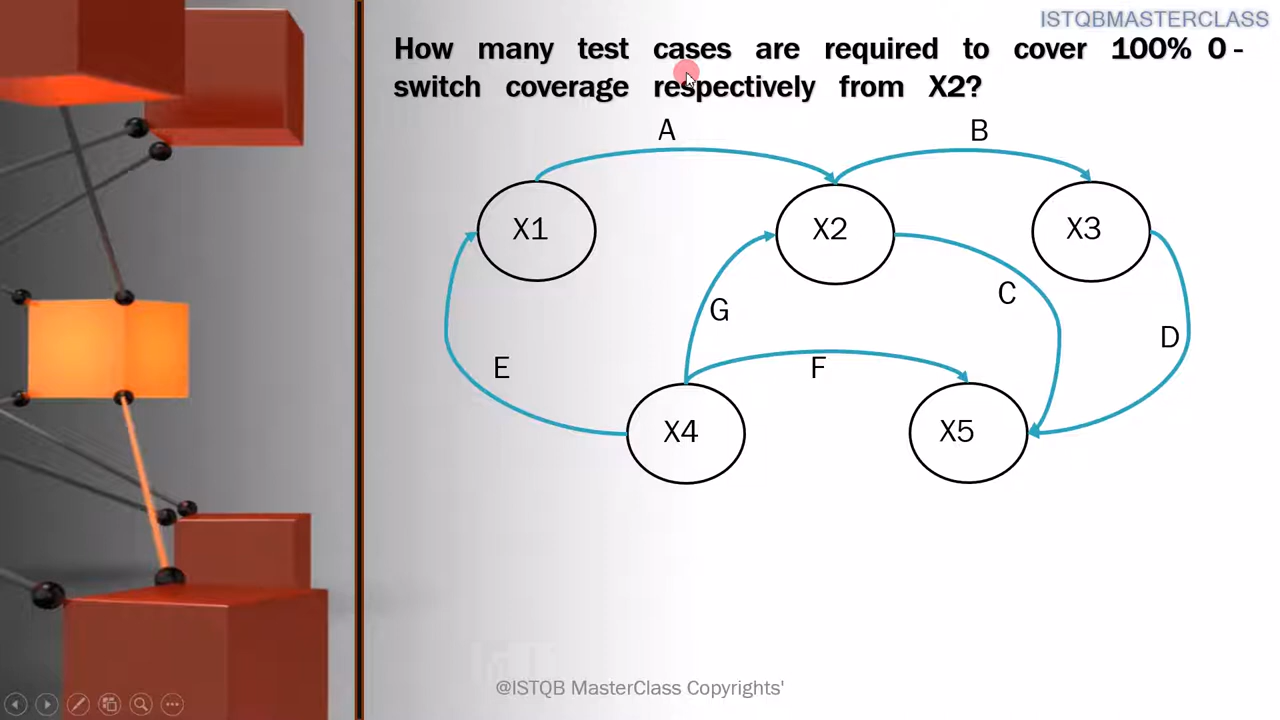 ISTQBMASTERCLASS
How many test cases are required to cover 100% 0 -
switch coverage respectively from X2?
A
B
X1
X2
X3
C
G
D
E
F
X4
X5
@ISTQB MasterClass Copyrights'